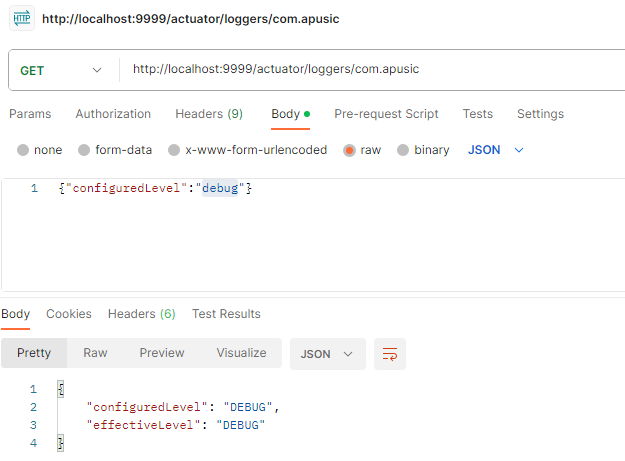 HTTP http://localhost:9999/actuator/loggers/com.apusic
GET http://localhost:9999/actuator/loggers/com.apusic
Params Authorization Headers (9) Body Pre-request Script Tests Settings
none form-data x-www-form-urlencoded raw binary JSON
1 {"configuredLevel":"debug"}
Body Cookies Headers (6) Test Results
Pretty Raw Preview Visualize JSON
1 {
2 "configuredLevel": "DEBUG",
3 "effectiveLevel": "DEBUG"
4 }